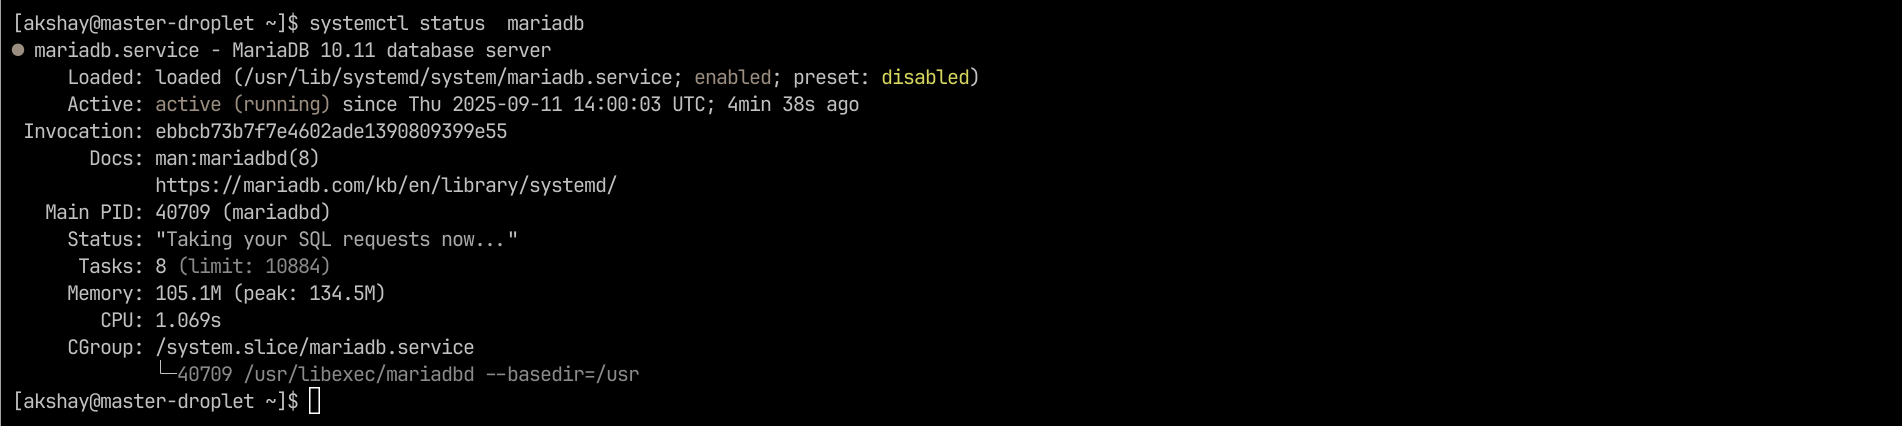 [akshay@master-droplet ~]$ systemctl status  mariadb
● mariadb.service - MariaDB 10.11 database server
     Loaded: loaded (/usr/lib/systemd/system/mariadb.service; enabled; preset: disabled)
     Active: active (running) since Thu 2025-09-11 14:00:03 UTC; 4min 38s ago
 Invocation: ebbcb73b7f7e4602ade1390809399e55
       Docs: man:mariadbd(8)
             https://mariadb.com/kb/en/library/systemd/
   Main PID: 40709 (mariadbd)
     Status: "Taking your SQL requests now..."
      Tasks: 8 (limit: 10884)
     Memory: 105.1M (peak: 134.5M)
        CPU: 1.069s
     CGroup: /system.slice/mariadb.service
             └─40709 /usr/libexec/mariadbd --basedir=/usr
[akshay@master-droplet ~]$